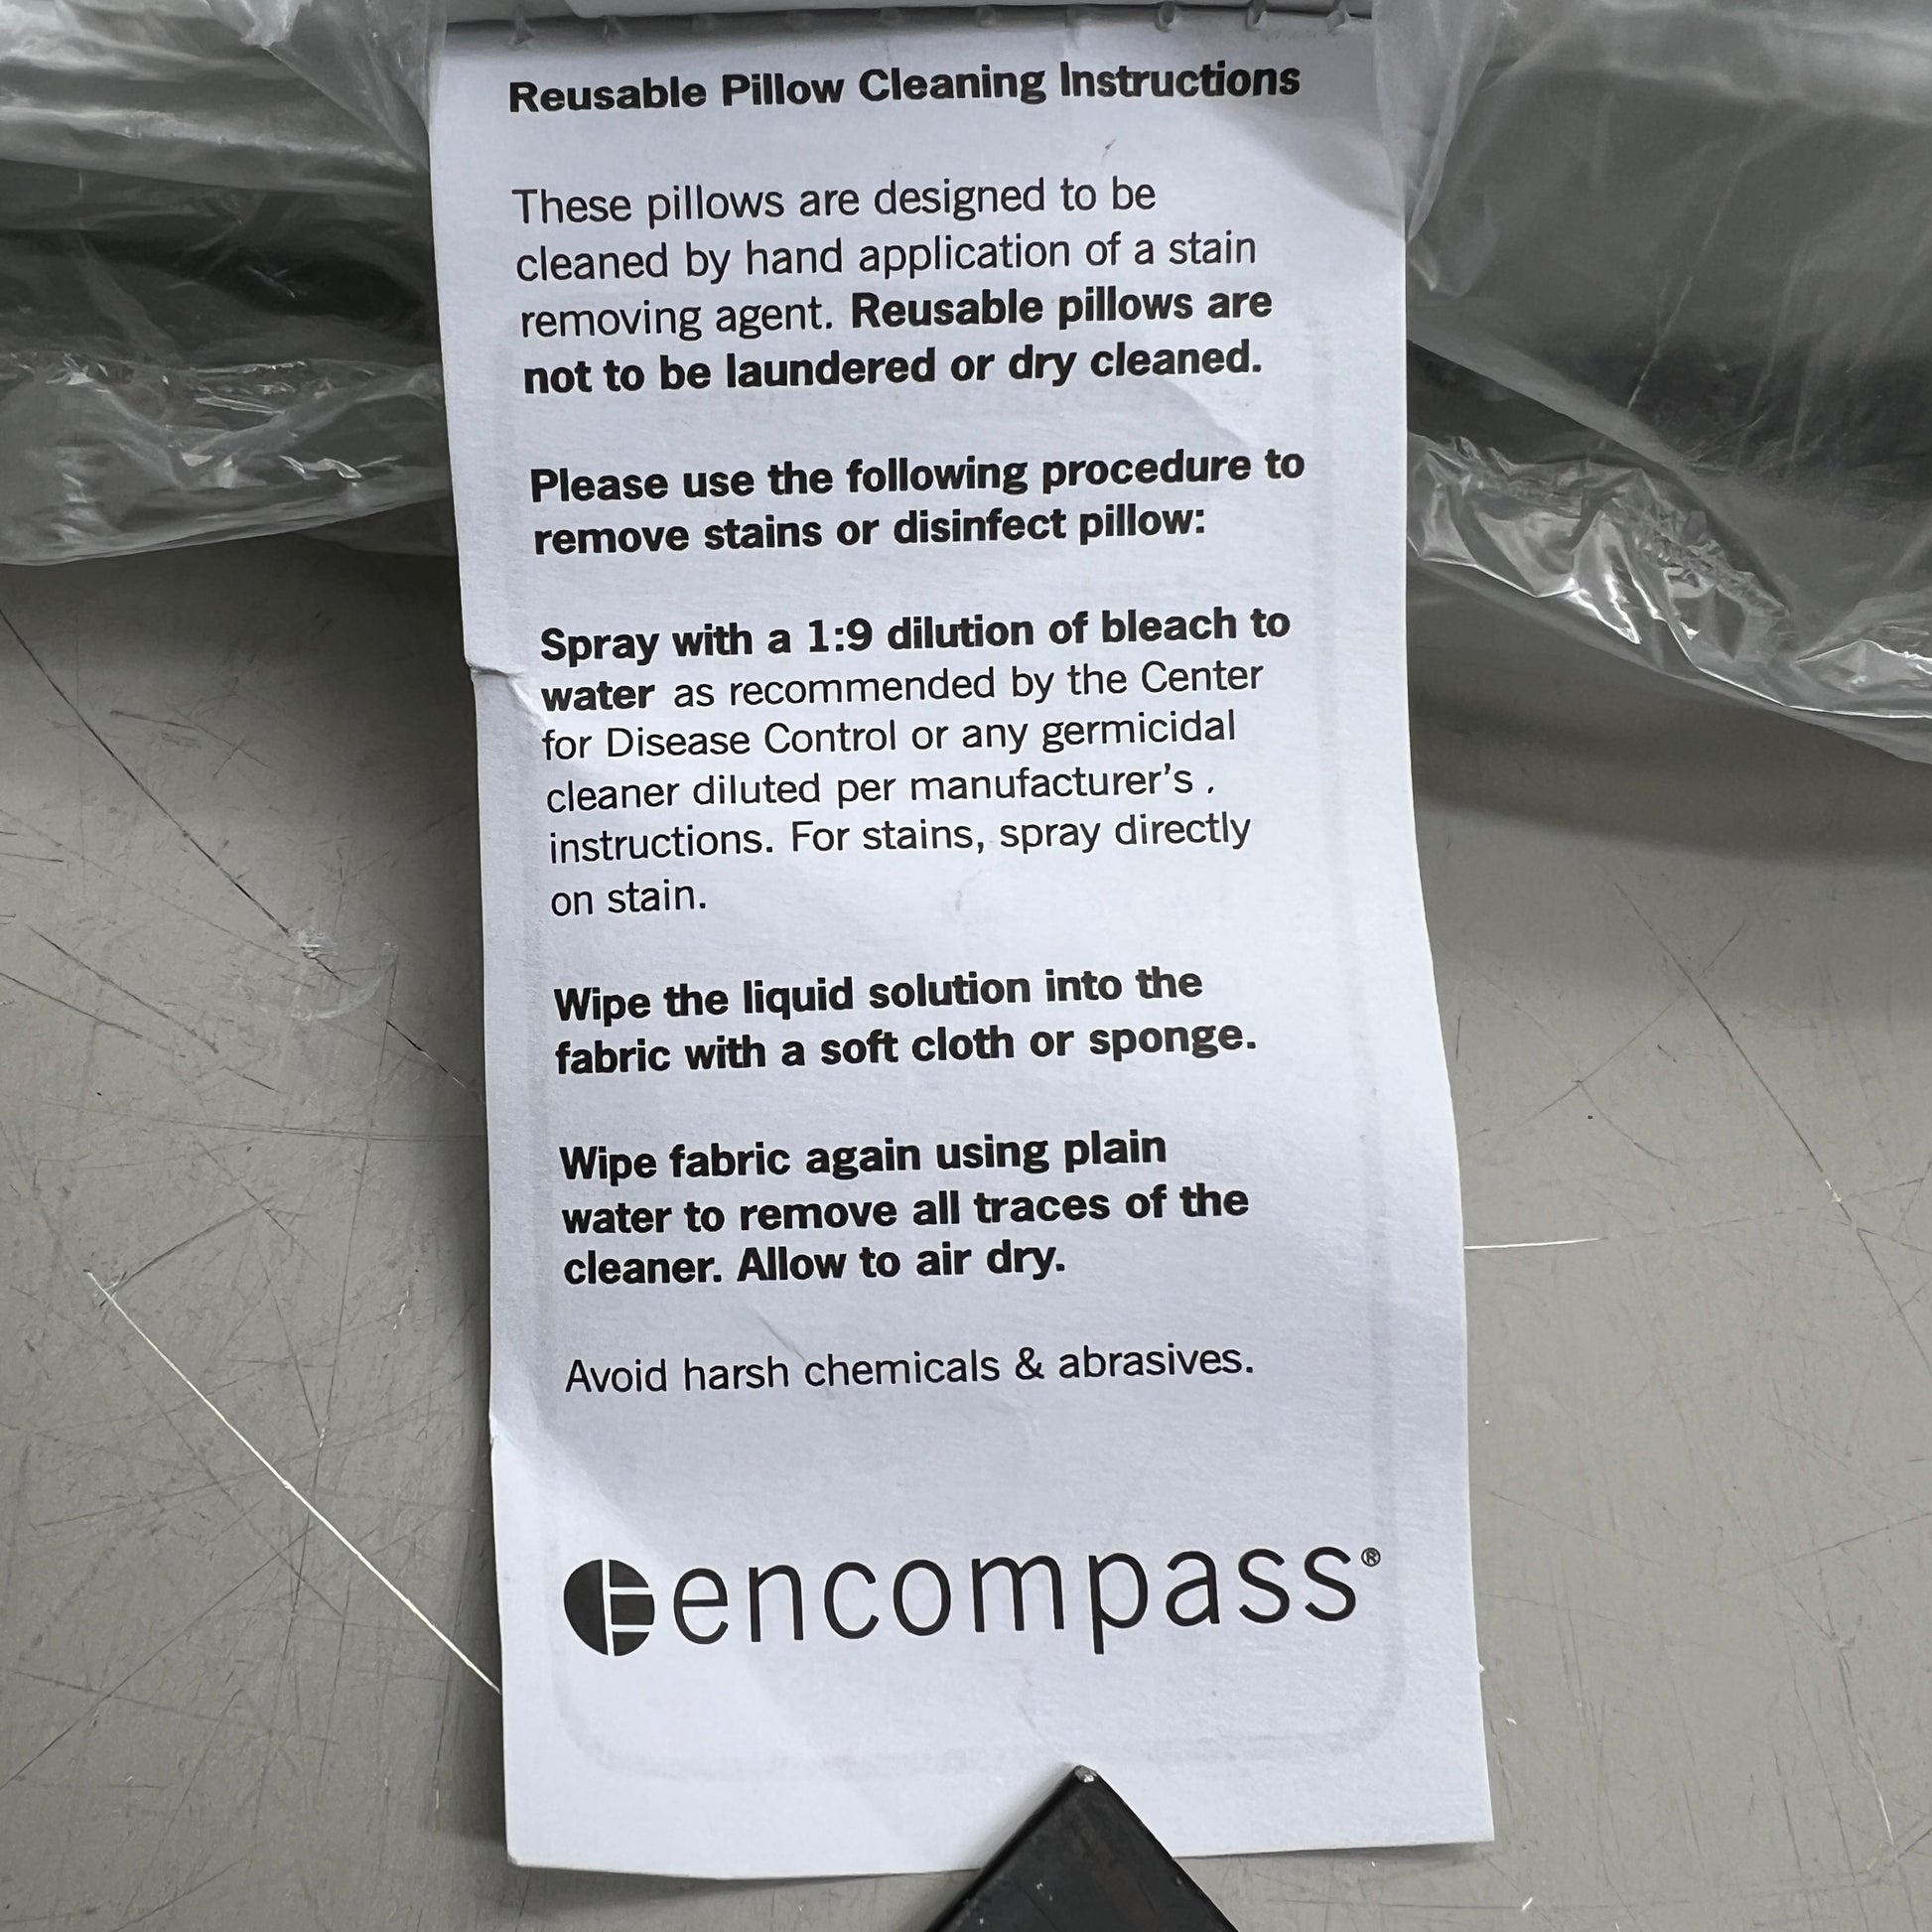 Reusable Pillow Cleaning Instructions
These pillows are designed to be
cleaned by hand application of a stain
removing agent. Reusable pillows are
not to be laundered or dry cleaned.
Please use the following procedure to
remove stains or disinfect pillow:
Spray with a 1:9 dilution of bleach to
water as recommended by the Center
for Disease Control or any germicidal
cleaner diluted per manufacturer's .
instructions. For stains, spray directly
on stain.
Wipe the liquid solution into the
fabric with a soft cloth or sponge.
Wipe fabric again using plain
water to remove all traces of the
cleaner. Allow to air dry.
Avoid harsh chemicals & abrasives.
encompass®